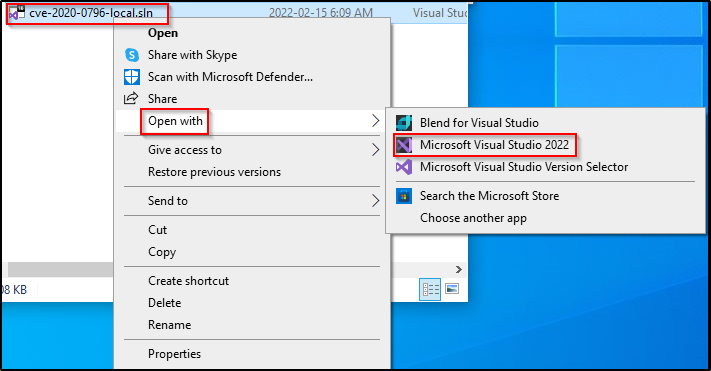 cve-2020-0796-local.sln 2022-02-15 6:09 AM Visual Stud
Open
Share with Skype
Scan with Microsoft Defender...
Share
Open with
Give access to
Restore previous versions
Send to
Cut
Copy
Create shortcut
Delete
Rename
Properties
Blend for Visual Studio
Microsoft Visual Studio 2022
Microsoft Visual Studio Version Selector
Search the Microsoft Store
Choose another app
08 KB